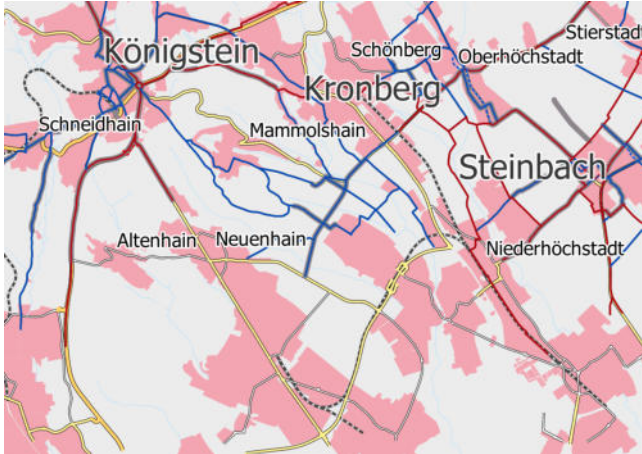 Stierstadt
Königstein
Schönberg
Oberhöchstadt
Kronberg
Schneidhain
Mammolshain
Steinbach
Altenhain
Neuenhain
Niederhöchstadt